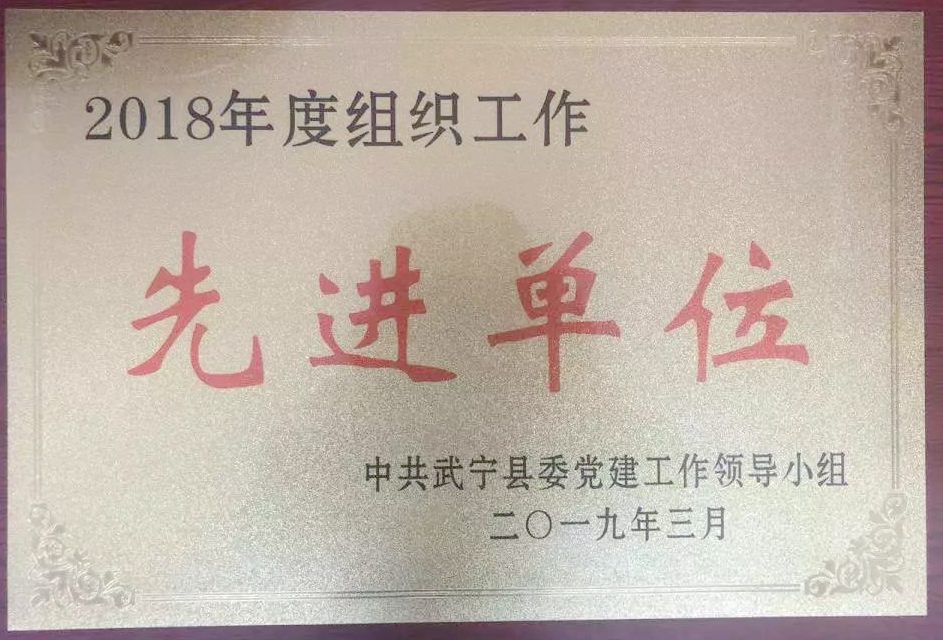 2018年度组织工作
先进单位
中共武宁县委党建工作领导小组
二〇一九年三月